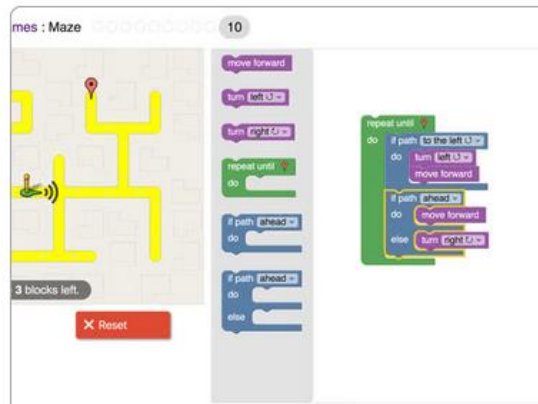 mes : Maze
10
move forward
turn left ↺
turn right ↻
repeat until
do
if path ahead
do
if path ahead
do
else
repeat until
do
if path to the left ↺
do
turn left ↺
move forward
if path ahead
do
move forward
else
turn right ↻
3 blocks left.
Reset